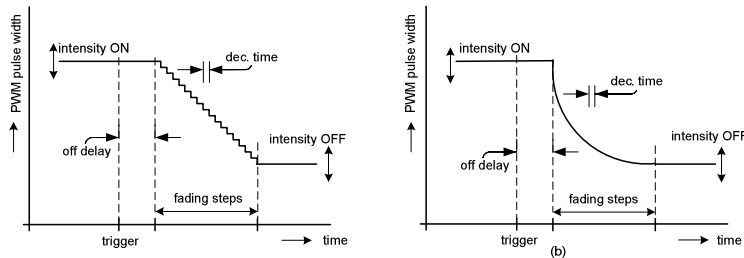 PWM pulse width
intensity ON
dec. time
off delay
intensity OFF
fading steps
trigger
time
PWM pulse width
intensity ON
dec. time
off delay
intensity OFF
fading steps
trigger
time
(b)